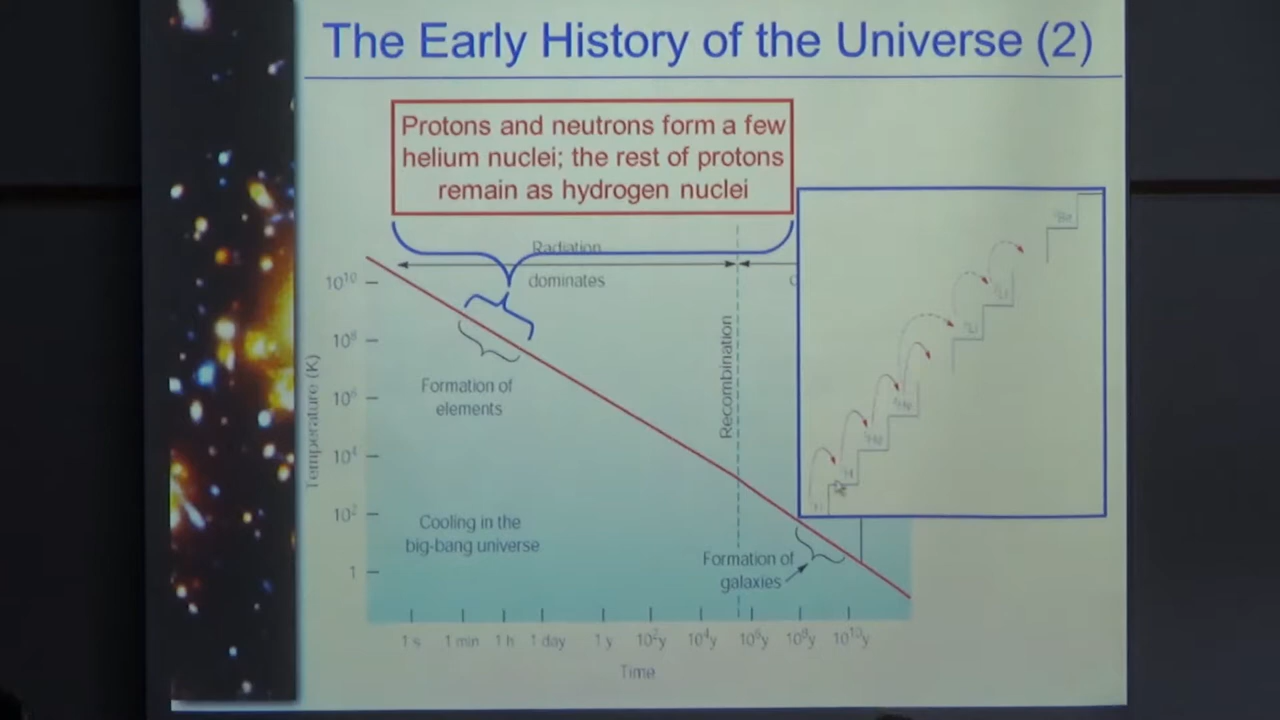 The Early History of the Universe (2)
Protons and neutrons form a few
helium nuclei; the rest of protons
remain as hydrogen nuclei
Radiation
dominates
Temperature (K)
10¹⁰
10⁸
10⁶
10⁴
10²
1
Formation of
elements
Cooling in the
big-bang universe
Recombination
Formation of
galaxies
1 s
1 min
1 h
1 day
1 y
10²y
10⁴y
10⁶y
10⁸y
10¹⁰y
Time